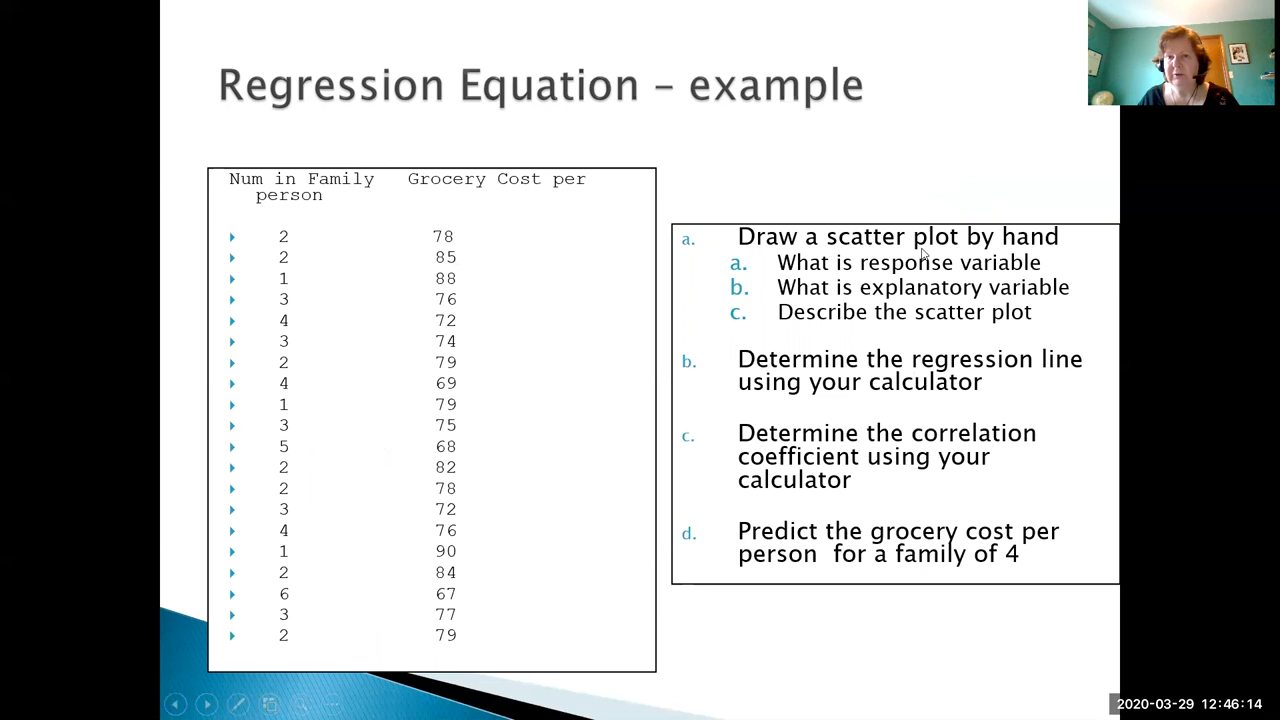 Regression Equation – example
Num in Family Grocery Cost per
person
2 78
2 85
1 88
3 76
4 72
3 74
2 79
4 69
1 79
3 75
5 68
2 82
2 78
3 72
4 76
1 90
2 84
6 67
3 77
2 79
a. Draw a scatter plot by hand
a. What is response variable
b. What is explanatory variable
c. Describe the scatter plot
b. Determine the regression line
using your calculator
c. Determine the correlation
coefficient using your
calculator
d. Predict the grocery cost per
person for a family of 4
2020-03-29 12:46:14